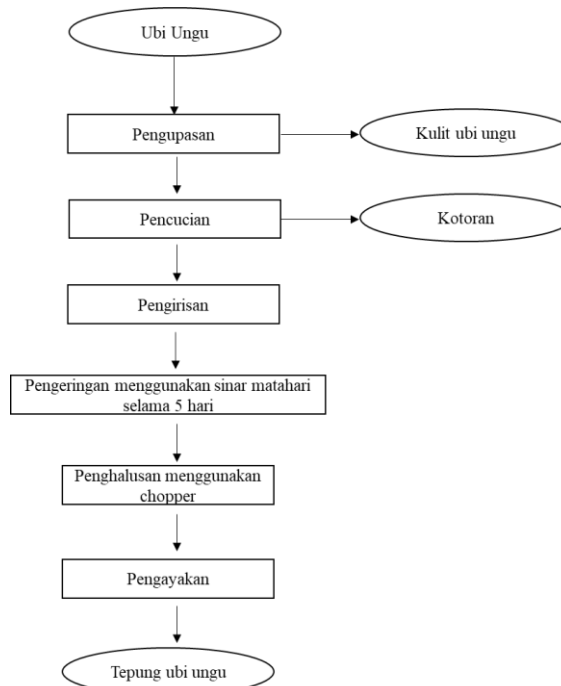 Ubi Ungu
Pengupasan
Kulit ubi ungu
Pencucian
Kotoran
Pengirisan
Pengeringan menggunakan sinar matahari
selama 5 hari
Penghalusan menggunakan
chopper
Pengayakan
Tepung ubi ungu